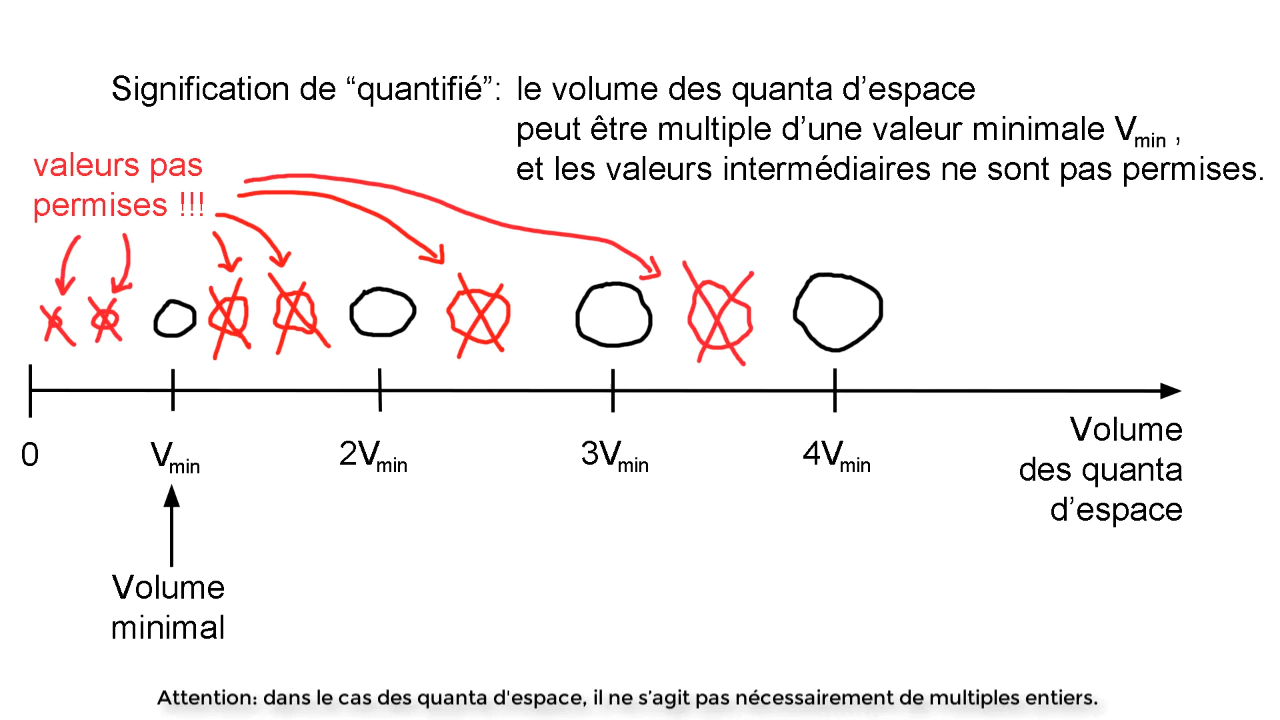 Signification de “quantifié”: le volume des quanta d’espace
peut être multiple d’une valeur minimale Vmin ,
et les valeurs intermédiaires ne sont pas permises.
valeurs pas
permises !!!
0 Vmin 2Vmin 3Vmin 4Vmin
Volume
des quanta
d’espace
Volume
minimal
Attention: dans le cas des quanta d'espace, il ne s’agit pas nécessairement de multiples entiers.